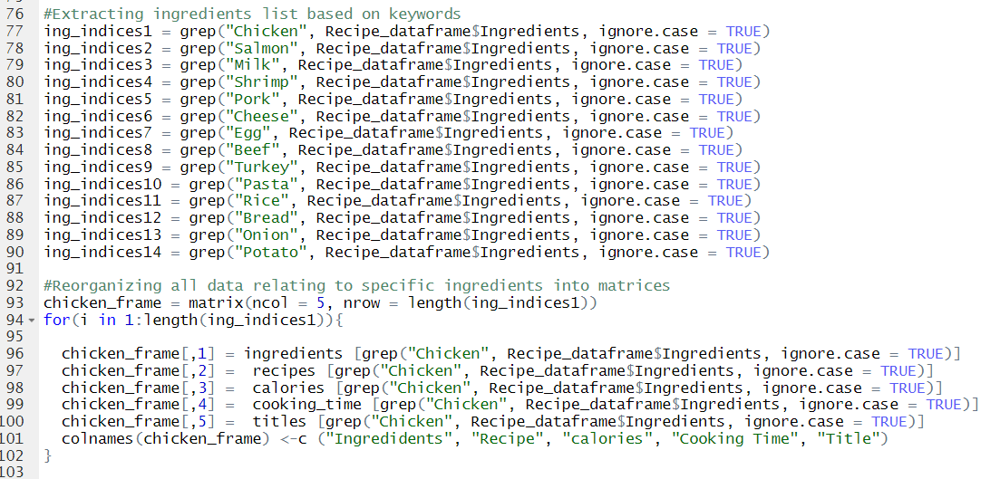 76 #Extracting ingredients list based on keywords
77 ing_indices1 = grep("Chicken", Recipe_dataframe$Ingredients, ignore.case = TRUE)
78 ing_indices2 = grep("Salmon", Recipe_dataframe$Ingredients, ignore.case = TRUE)
79 ing_indices3 = grep("Milk", Recipe_dataframe$Ingredients, ignore.case = TRUE)
80 ing_indices4 = grep("Shrimp", Recipe_dataframe$Ingredients, ignore.case = TRUE)
81 ing_indices5 = grep("Pork", Recipe_dataframe$Ingredients, ignore.case = TRUE)
82 ing_indices6 = grep("Cheese", Recipe_dataframe$Ingredients, ignore.case = TRUE)
83 ing_indices7 = grep("Egg", Recipe_dataframe$Ingredients, ignore.case = TRUE)
84 ing_indices8 = grep("Beef", Recipe_dataframe$Ingredients, ignore.case = TRUE)
85 ing_indices9 = grep("Turkey", Recipe_dataframe$Ingredients, ignore.case = TRUE)
86 ing_indices10 = grep("Pasta", Recipe_dataframe$Ingredients, ignore.case = TRUE)
87 ing_indices11 = grep("Rice", Recipe_dataframe$Ingredients, ignore.case = TRUE)
88 ing_indices12 = grep("Bread", Recipe_dataframe$Ingredients, ignore.case = TRUE)
89 ing_indices13 = grep("Onion", Recipe_dataframe$Ingredients, ignore.case = TRUE)
90 ing_indices14 = grep("Potato", Recipe_dataframe$Ingredients, ignore.case = TRUE)
91
92 #Reorganizing all data relating to specific ingredients into matrices
93 chicken_frame = matrix(ncol = 5, nrow = length(ing_indices1))
94 for(i in 1:length(ing_indices1)){
95
96   chicken_frame[,1] = ingredients [grep("Chicken", Recipe_dataframe$Ingredients, ignore.case = TRUE)]
97   chicken_frame[,2] =  recipes [grep("Chicken", Recipe_dataframe$Ingredients, ignore.case = TRUE)]
98   chicken_frame[,3] =  calories [grep("Chicken", Recipe_dataframe$Ingredients, ignore.case = TRUE)]
99   chicken_frame[,4] =  cooking_time [grep("Chicken", Recipe_dataframe$Ingredients, ignore.case = TRUE)]
100   chicken_frame[,5] =  titles [grep("Chicken", Recipe_dataframe$Ingredients, ignore.case = TRUE)]
101   colnames(chicken_frame) <-c ("Ingredidents", "Recipe", "calories", "Cooking Time", "Title")
102 }
103